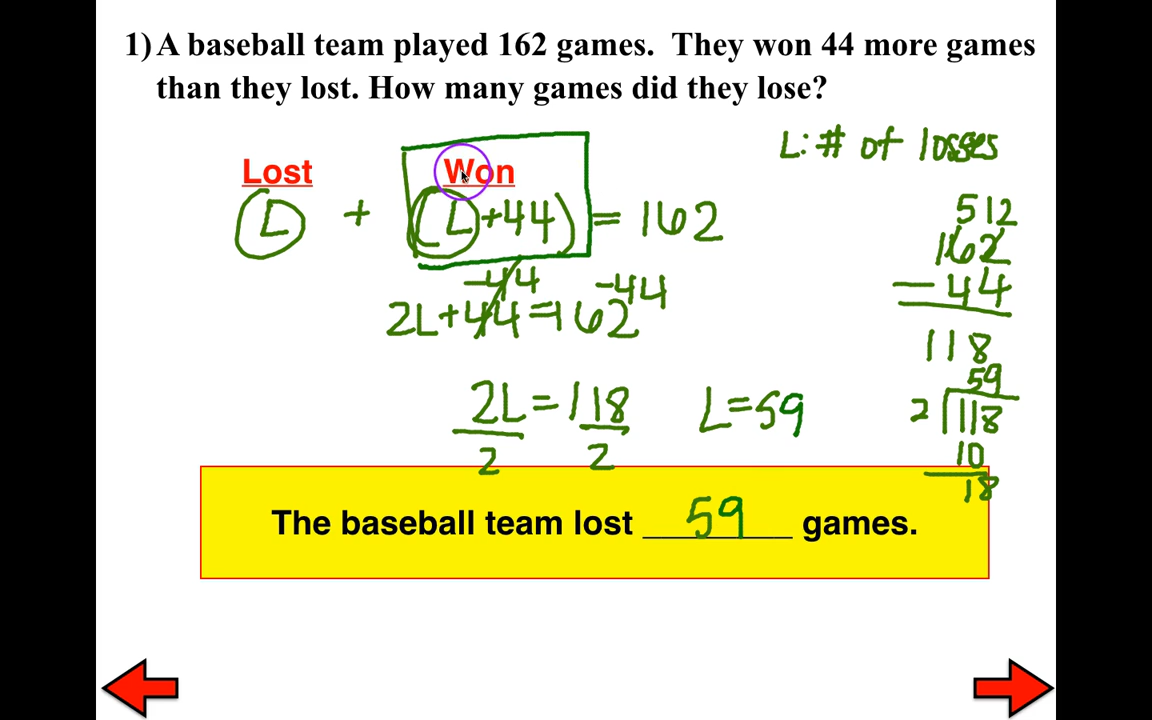 1) A baseball team played 162 games. They won 44 more games
than they lost. How many games did they lose?
L: # of losses
Lost Won
L + (L+44) = 162
-44 -44
2L+44=162
2L=118 L=59
2 2
512
162
-44
118
59
2 118
10
18
The baseball team lost 59 games.